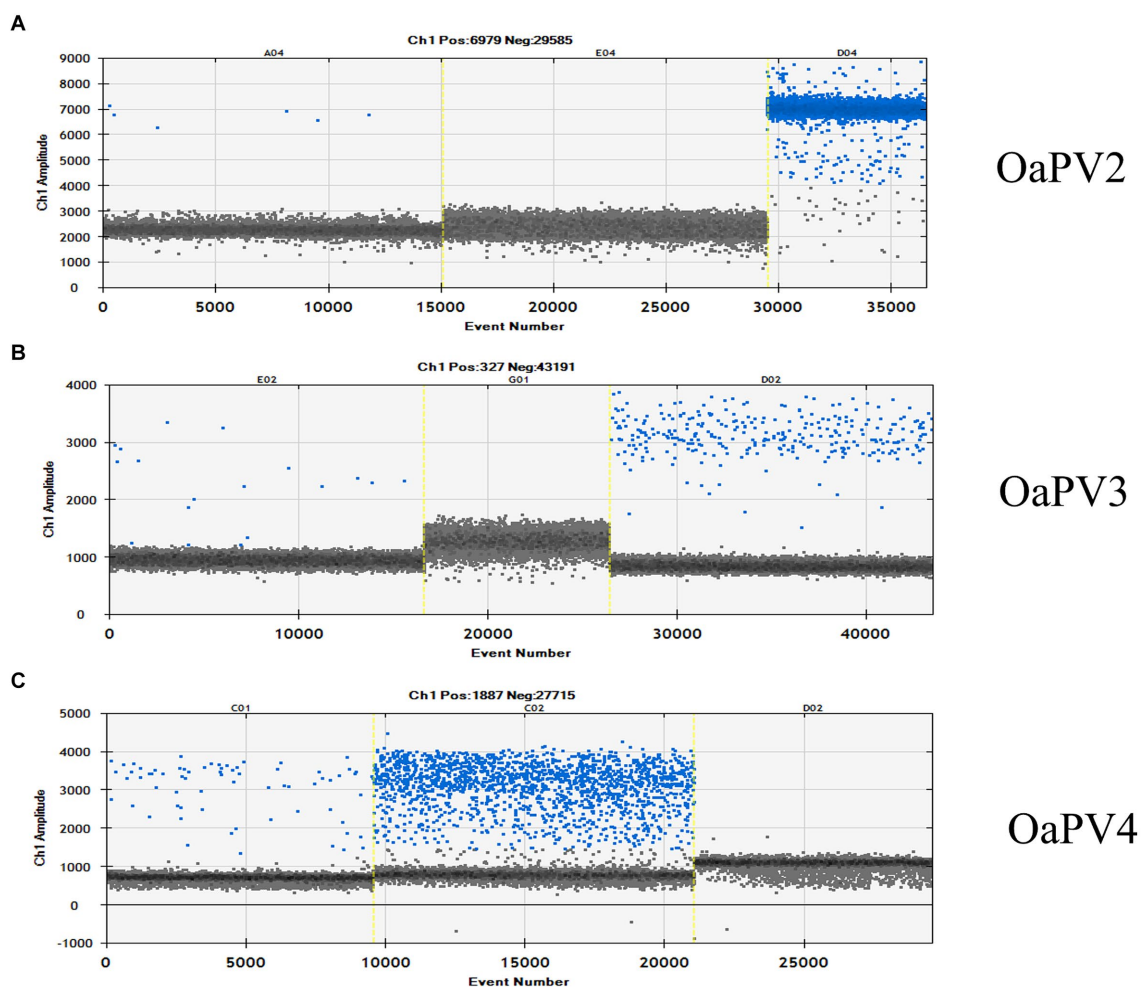 A
Ch1 Pos:6979 Neg:29585
A04 E04 D04
9000
8000
7000
6000
5000
4000
3000
2000
1000
0
Ch1 Amplitude
0 5000 10000 15000 20000 25000 30000 35000
Event Number
OaPV2
B
Ch1 Pos:327 Neg:43191
E02 G01 D02
4000
3000
2000
1000
0
Ch1 Amplitude
0 10000 20000 30000 40000
Event Number
OaPV3
C
Ch1 Pos:1887 Neg:27715
C01 C02 D02
5000
4000
3000
2000
1000
0
-1000
Ch1 Amplitude
0 5000 10000 15000 20000 25000
Event Number
OaPV4